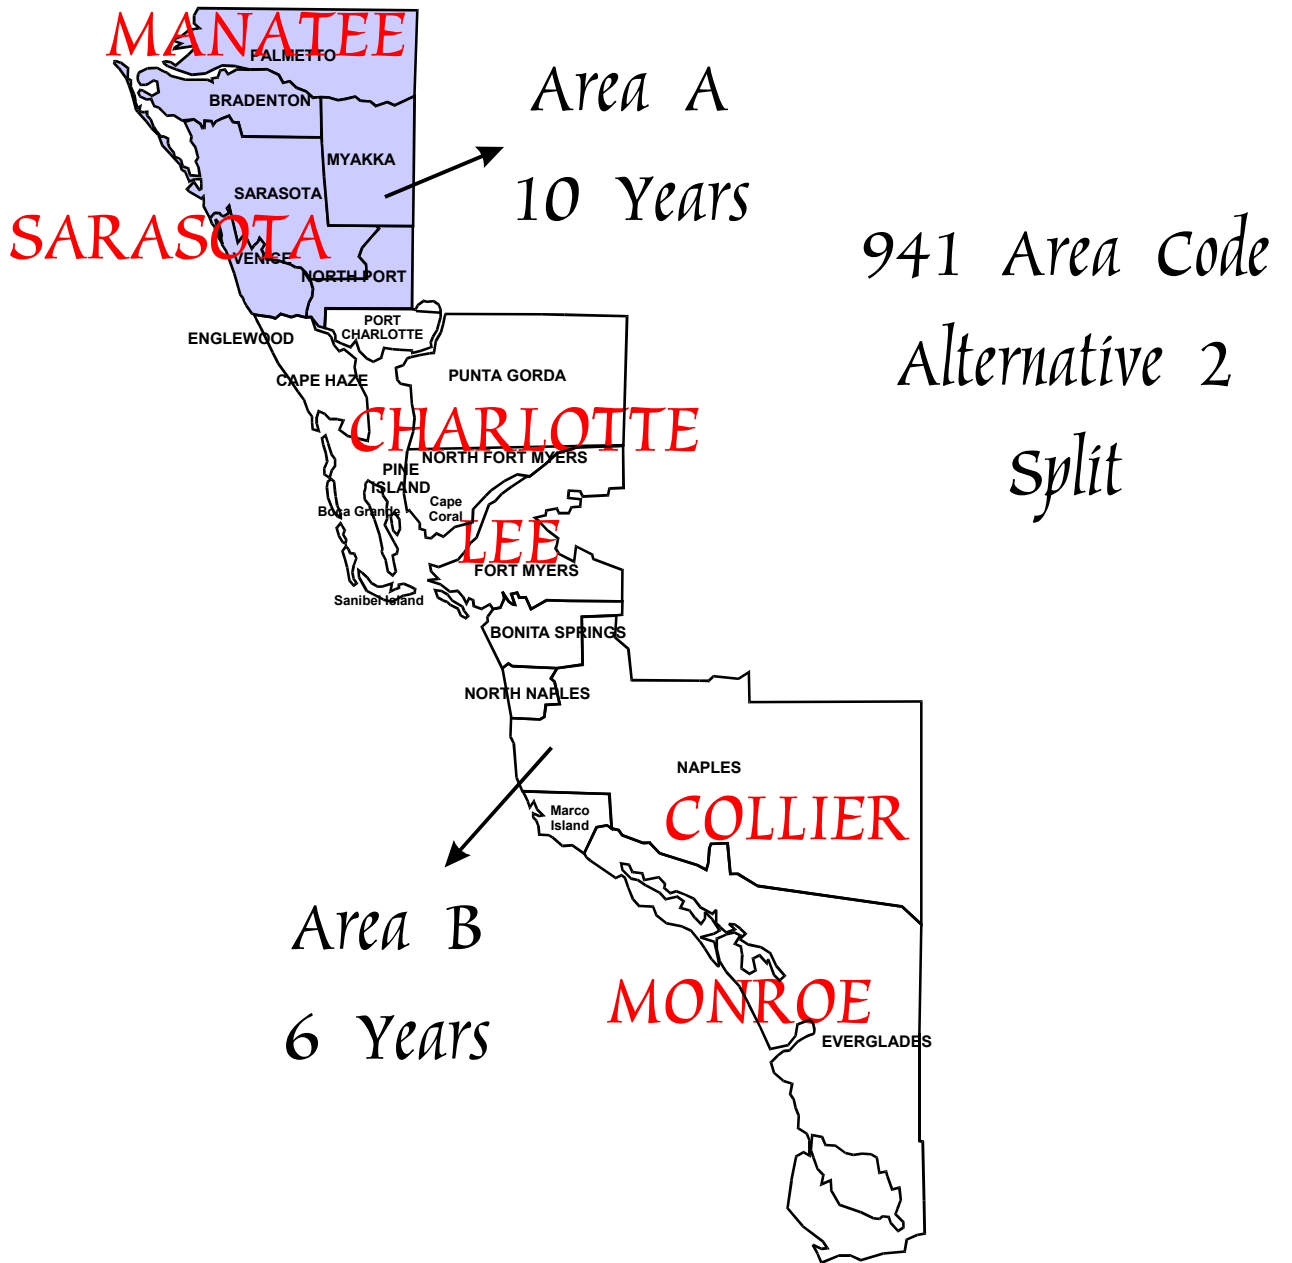 MANATEE
PALMETTO
BRADENTON
Area A
MYAKKA
10 Years
SARASOTA
SARASOTA
VENISE
NORTH PORT
941 Area Code
Alternative 2
Split
PORT
CHARLOTTE
ENGLEWOOD
CAPE HAZE
PUNTA GORDA
CHARLOTTE
NORTH FORT MYERS
PINE
ISLAND
Cape
Coral
Boca Grande
LEE
FORT MYERS
Sanibel Island
BONITA SPRINGS
NORTH NAPLES
NAPLES
Marco
Island
COLLIER
Area B
6 Years
MONROE
EVERGLADES